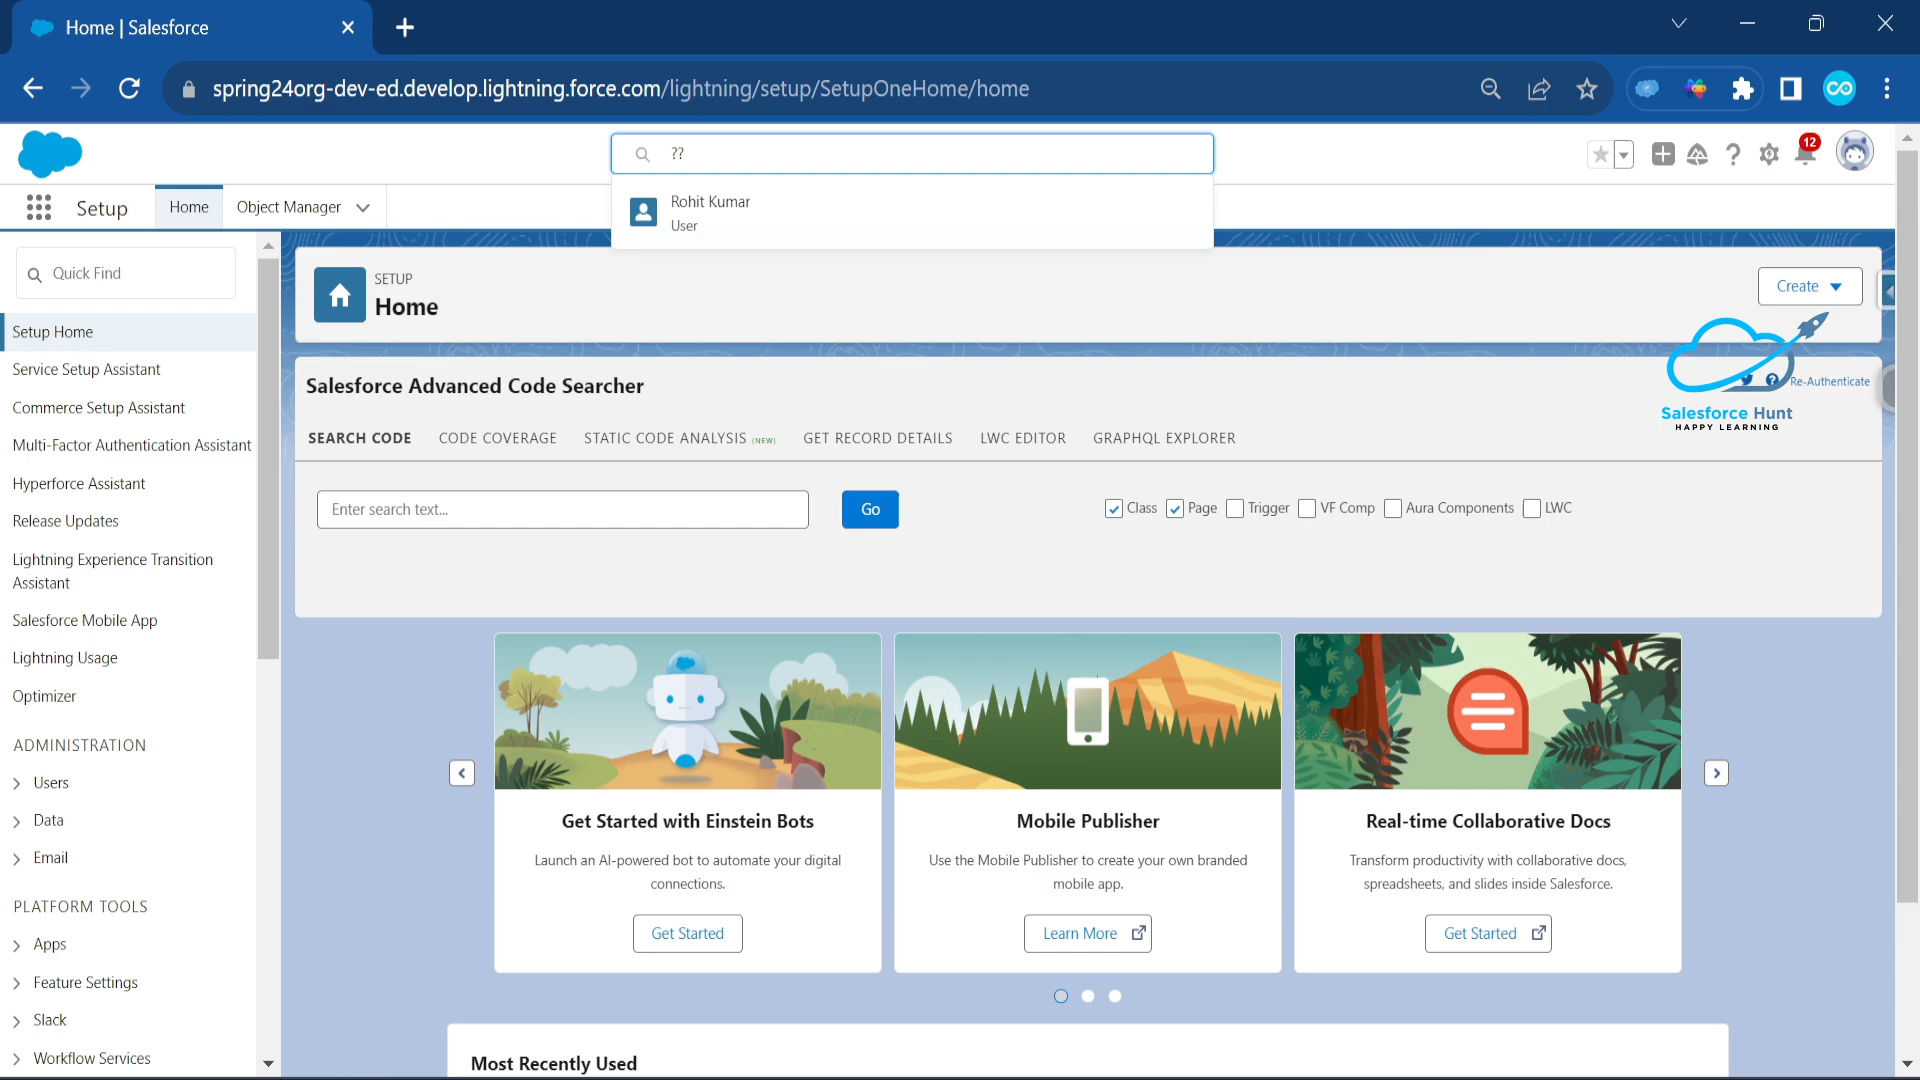 Home | Salesforce
spring24org-dev-ed.develop.lightning.force.com/lightning/setup/SetupOneHome/home
??
12
Rohit Kumar
User
Setup
Home
Object Manager
Quick Find
Setup Home
Service Setup Assistant
Commerce Setup Assistant
Multi-Factor Authentication Assistant
Hyperforce Assistant
Release Updates
Lightning Experience Transition
Assistant
Salesforce Mobile App
Lightning Usage
Optimizer
ADMINISTRATION
Users
Data
Email
PLATFORM TOOLS
Apps
Feature Settings
Slack
Workflow Services
SETUP
Home
Create
Salesforce Advanced Code Searcher
Re-Authenticate
Salesforce Hunt
HAPPY LEARNING
SEARCH CODE CODE COVERAGE STATIC CODE ANALYSIS (NEW) GET RECORD DETAILS LWC EDITOR GRAPHQL EXPLORER
Enter search text...
Go
Class Page Trigger VF Comp Aura Components LWC
Get Started with Einstein Bots
Launch an AI-powered bot to automate your digital
connections.
Get Started
Mobile Publisher
Use the Mobile Publisher to create your own branded
mobile app.
Learn More
Real-time Collaborative Docs
Transform productivity with collaborative docs,
spreadsheets, and slides inside Salesforce.
Get Started
Most Recently Used